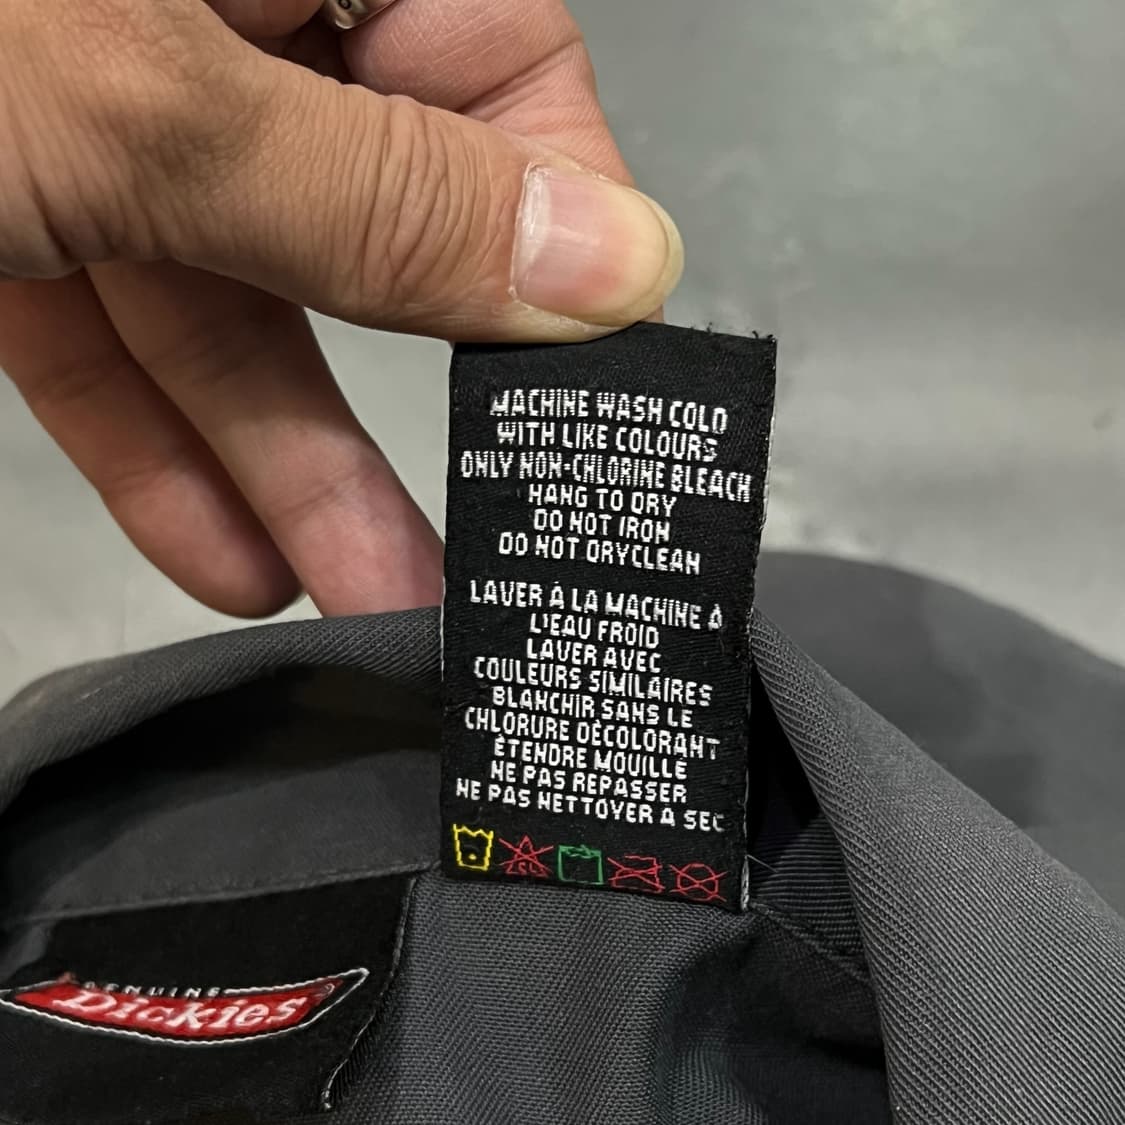 MACHINE WASH COLD
WITH LIKE COLOURS
ONLY NON-CHLORINE BLEACH
HANG TO DRY
DO NOT IRON
DO NOT DRYCLEAN
LAVER À LA MACHINE À
L'EAU FROID
LAVER AVEC
COULEURS SIMILAIRES
BLANCHIR SANS LE
CHLORURE DÉCOLORANT
ÉTENDRE MOUILLÉ
NE PAS REPASSER
NE PAS NETTOYER A SEC
GENUINE
Dickies